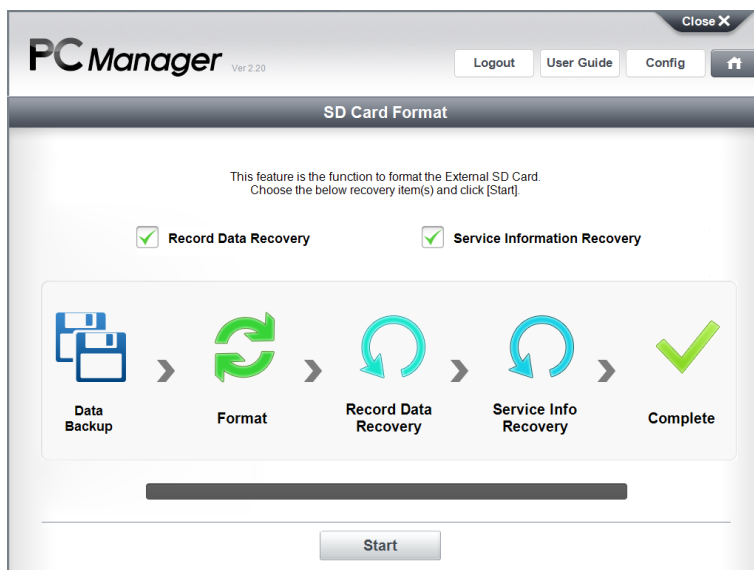 Close X
PC Manager Ver 2.20
Logout User Guide Config
SD Card Format
This feature is the function to format the External SD Card.
Choose the below recovery item(s) and click [Start].
Record Data Recovery Service Information Recovery
Data
Backup
Format
Record Data
Recovery
Service Info
Recovery
Complete
Start